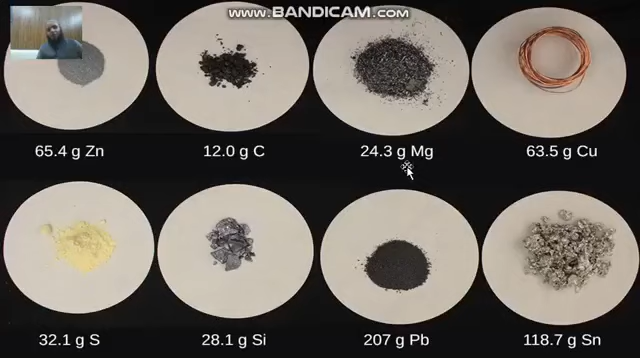 www.BANDICAM.com
65.4 g Zn
12.0 g C
24.3 g Mg
63.5 g Cu
32.1 g S
28.1 g Si
207 g Pb
118.7 g Sn